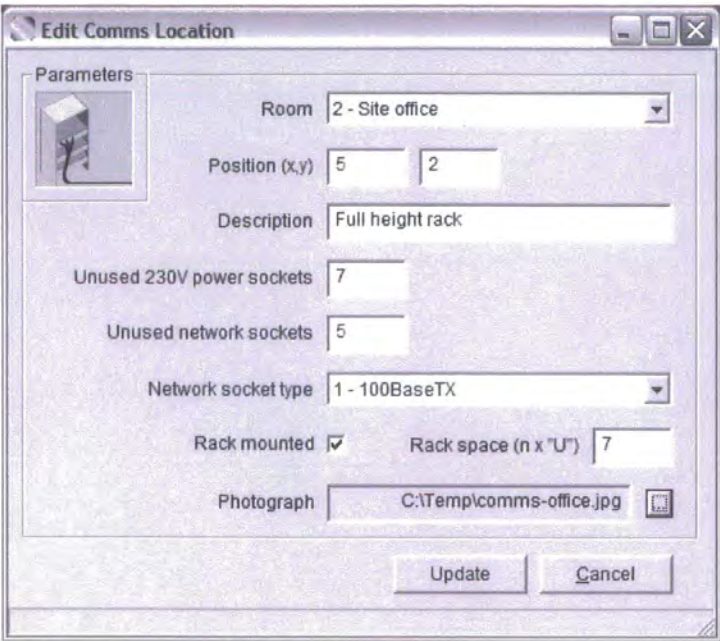 Edit Comms Location
Parameters
Room 2 - Site office
Position (x,y) 5 2
Description Full height rack
Unused 230V power sockets 7
Unused network sockets 5
Network socket type 1 - 100BaseTX
Rack mounted Rack space (n x "U") 7
Photograph C:\Temp\comms-office.jpg
Update Cancel